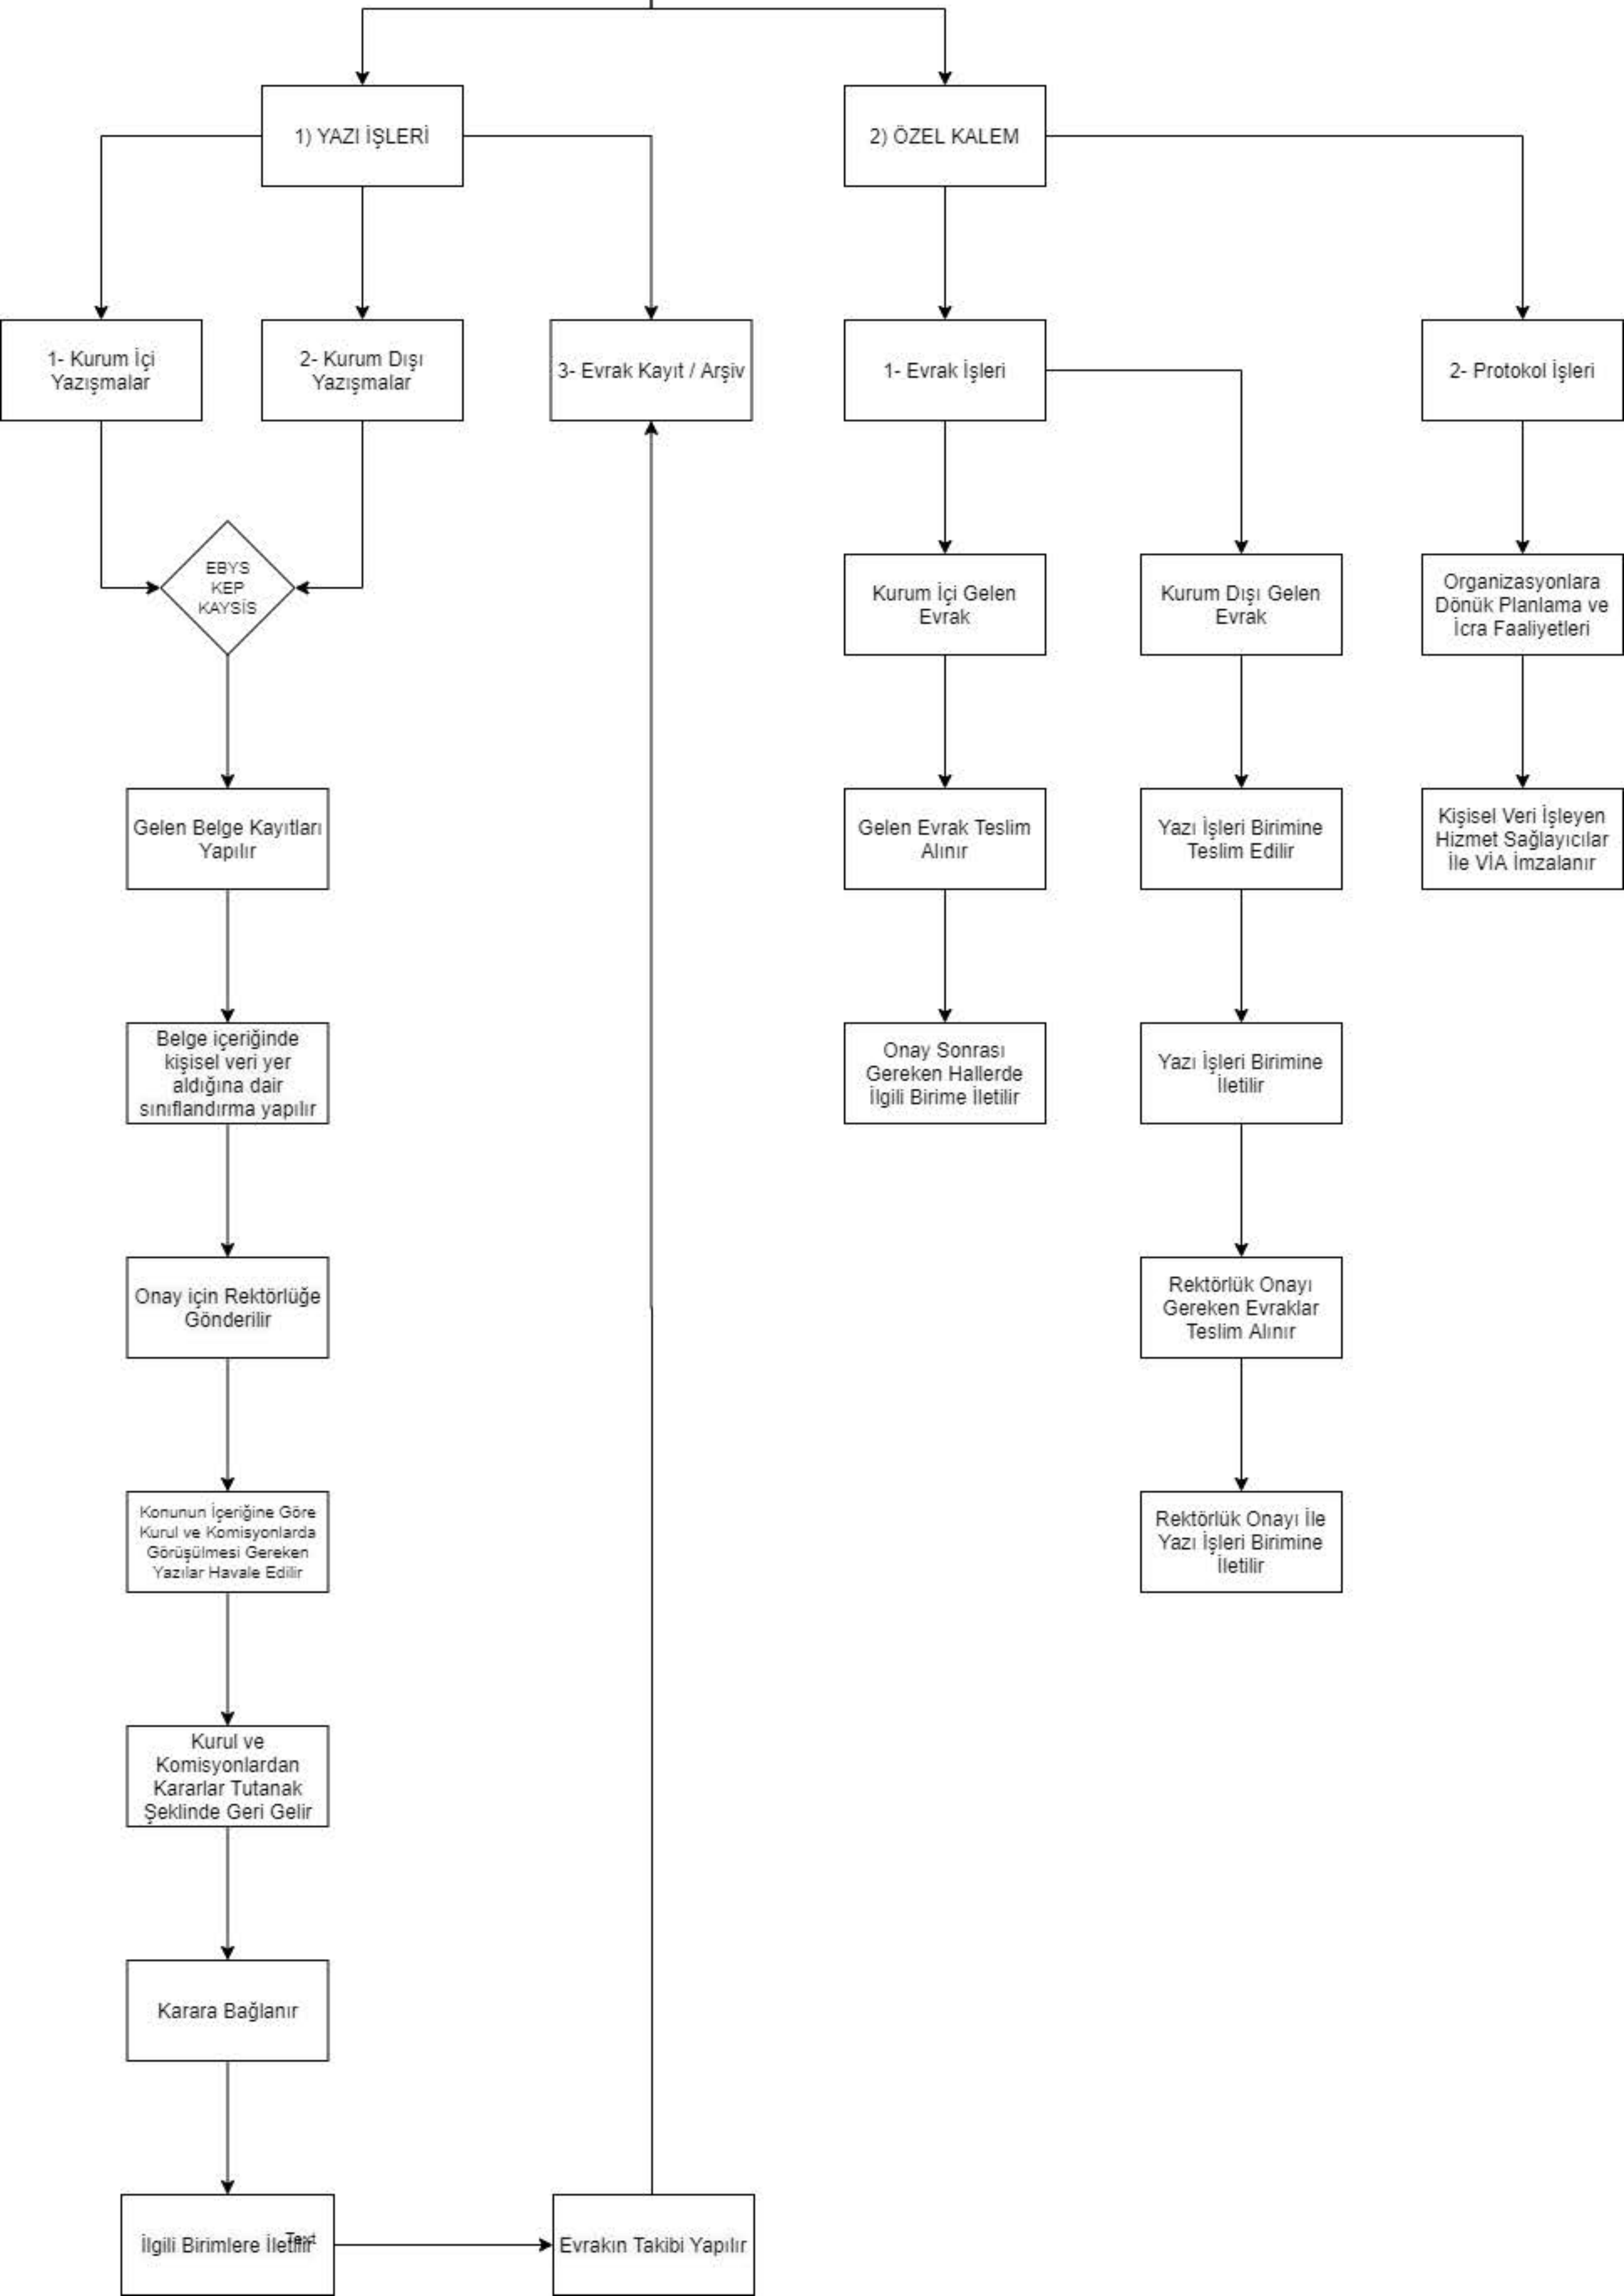 1) YAZI İŞLERİ
2) ÖZEL KALEM
1- Kurum İçi
Yazışmalar
2- Kurum Dışı
Yazışmalar
3- Evrak Kayıt / Arşiv
1- Evrak İşleri
2- Protokol İşleri
EBYS
KEP
KAYSİS
Kurum İçi Gelen
Evrak
Kurum Dışı Gelen
Evrak
Organizasyonlara
Dönük Planlama ve
İcra Faaliyetleri
Gelen Belge Kayıtları
Yapılır
Gelen Evrak Teslim
Alınır
Yazı İşleri Birimine
Teslim Edilir
Kişisel Veri İşleyen
Hizmet Sağlayıcılar
İle VİA İmzalanır
Belge içeriğinde
kişisel veri yer
aldığına dair
sınıflandırma yapılır
Onay Sonrası
Gereken Hallerde
İlgili Birime İletilir
Yazı İşleri Birimine
İletilir
Onay için Rektörlüğe
Gönderilir
Rektörlük Onayı
Gereken Evraklar
Teslim Alınır
Konunun İçeriğine Göre
Kurul ve Komisyonlarda
Görüşülmesi Gereken
Yazılar Havale Edilir
Rektörlük Onayı İle
Yazı İşleri Birimine
İletilir
Kurul ve
Komisyonlardan
Kararlar Tutanak
Şeklinde Geri Gelir
Karara Bağlanır
İlgili Birimlere İletilir
Text
Evrakın Takibi Yapılır